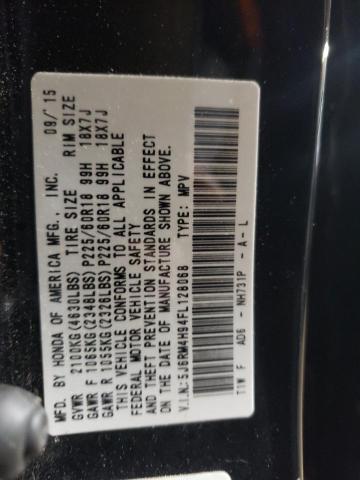 MFD. BY HONDA OF AMERICA MFG., INC. 09/'15
GVWR 2100KG(4630LBS) TIRE SIZE RIM SIZE
GAWR F 1065KG(2348LBS) P225/60R18 99H 18X7J
GAWR R 1055KG(2326LBS) P225/60R18 99H 18X7J
THIS VEHICLE CONFORMS TO ALL APPLICABLE
FEDERAL MOTOR VEHICLE SAFETY
AND THEFT PREVENTION STANDARDS IN EFFECT
ON THE DATE OF MANUFACTURE SHOWN ABOVE.
V.I.N.:5J6RM4H94FL128068 TYPE: MPV
T1W F AD6 - NH731P - A - L